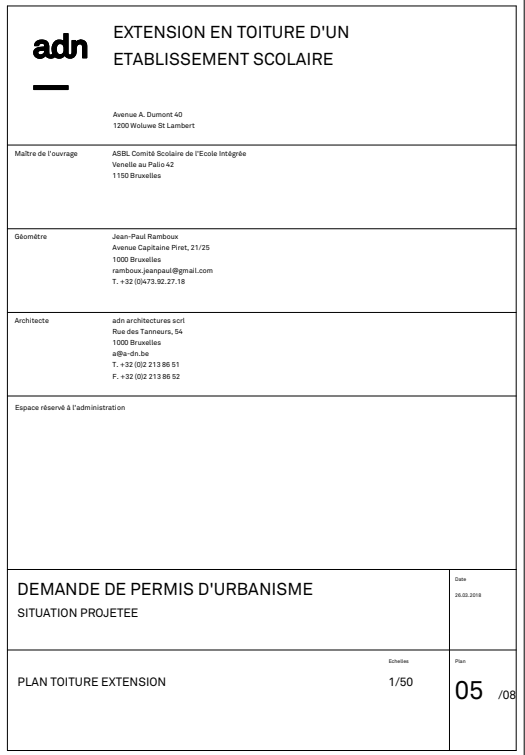 adn
EXTENSION EN TOITURE D'UN
ETABLISSEMENT SCOLAIRE
Avenue A. Dumont 40
1200 Woluwe St Lambert
Maître de l'ouvrage
ASBL Comité Scolaire de l'Ecole Intégrée
Venelle au Palio 42
1150 Bruxelles
Géomètre
Jean-Paul Ramboux
Avenue Capitaine Piret, 21/25
1000 Bruxelles
ramboux.jeanpaul@gmail.com
T. +32 (0)473.92.27.18
Architecte
adn architectures scrl
Rue des Tanneurs, 54
1000 Bruxelles
a@a-dn.be
T. +32 (0)2 213 86 51
F. +32 (0)2 213 86 52
Espace réservé à l'administration
DEMANDE DE PERMIS D'URBANISME
SITUATION PROJETEE
Date
26.03.2018
PLAN TOITURE EXTENSION
Echelles
1/50
Plan
05 /08